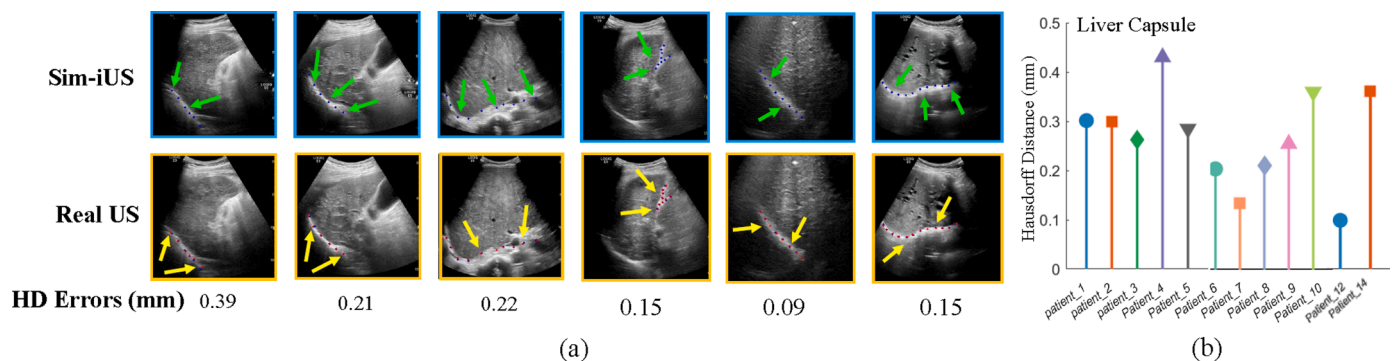 Sim-iUS
Real US
HD Errors (mm)
0.39
0.21
0.22
0.15
0.09
0.15
(a)
Liver Capsule
Hausdorff Distance (mm)
0.5
0.4
0.3
0.2
0.1
0
patient_1
patient_2
patient_3
Patient_4
Patient_5
Patient_6
Patient_7
Patient_8
Patient_9
Patient_10
Patient_12
Patient_14
(b)